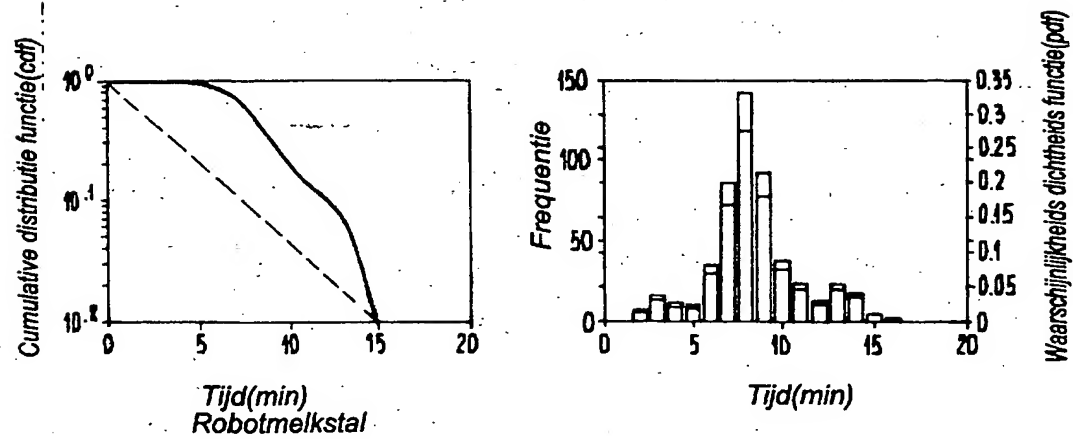 Cumulative distributie functie(cdf)
10⁰
10⁻¹
10⁻²
0 5 10 15 20
Tijd(min)
Robotmelkstal
Frequentie
150
100
50
0
0 5 10 15 20
Tijd(min)
0.35
0.3
0.25
0.2
0.15
0.1
0.05
0
Waarschijnlijkheids dichtheids functie(pdf)